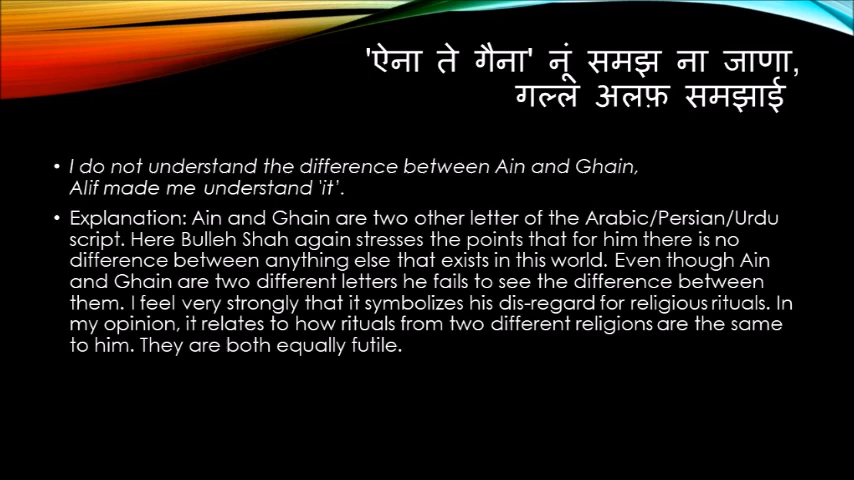 'ऐना ते गैना' नूं समझ ना जाणा,
गल्ल अलफ़ समझाई
• I do not understand the difference between Ain and Ghain,
Alif made me understand 'it'.
• Explanation: Ain and Ghain are two other letter of the Arabic/Persian/Urdu
script. Here Bulleh Shah again stresses the points that for him there is no
difference between anything else that exists in this world. Even though Ain
and Ghain are two different letters he fails to see the difference between
them. I feel very strongly that it symbolizes his dis-regard for religious rituals. In
my opinion, it relates to how rituals from two different religions are the same
to him. They are both equally futile.